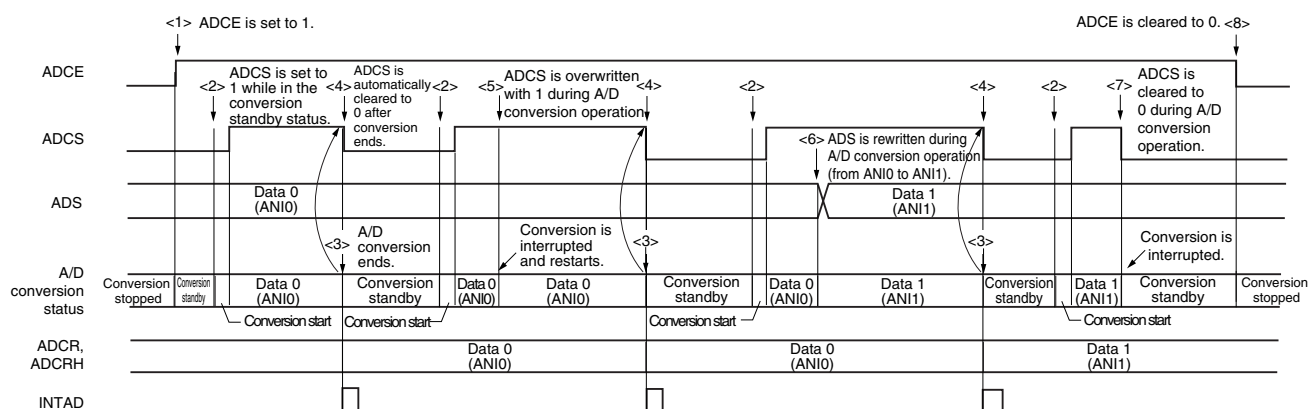 <1> ADCE is set to 1.
ADCE is cleared to 0. <8>
ADCE
<2>
ADCS is set to
1 while in the
conversion
standby status.
<4>
ADCS is
automatically
cleared to
0 after
conversion
ends.
<2>
<5>
ADCS is overwritten
with 1 during A/D
conversion operation.
<4>
<2>
<4>
<2>
<7>
ADCS is
cleared to
0 during A/D
conversion
operation.
ADCS
<6> ADS is rewritten during
A/D conversion operation
(from ANI0 to ANI1).
ADS
Data 0
(ANI0)
Data 1
(ANI1)
<3>
A/D
conversion
ends.
Conversion is
interrupted
and restarts.
<3>
<3>
Conversion is
interrupted.
A/D
conversion
status
Conversion
stopped
Conversion
standby
Data 0
(ANI0)
Conversion
standby
Data 0
(ANI0)
Data 0
(ANI0)
Conversion
standby
Data 0
(ANI0)
Data 1
(ANI1)
Conversion
standby
Data 1
(ANI1)
Conversion
standby
Conversion
stopped
Conversion start
Conversion start
Conversion start
Conversion start
ADCR,
ADCRH
Data 0
(ANI0)
Data 0
(ANI0)
Data 1
(ANI1)
INTAD